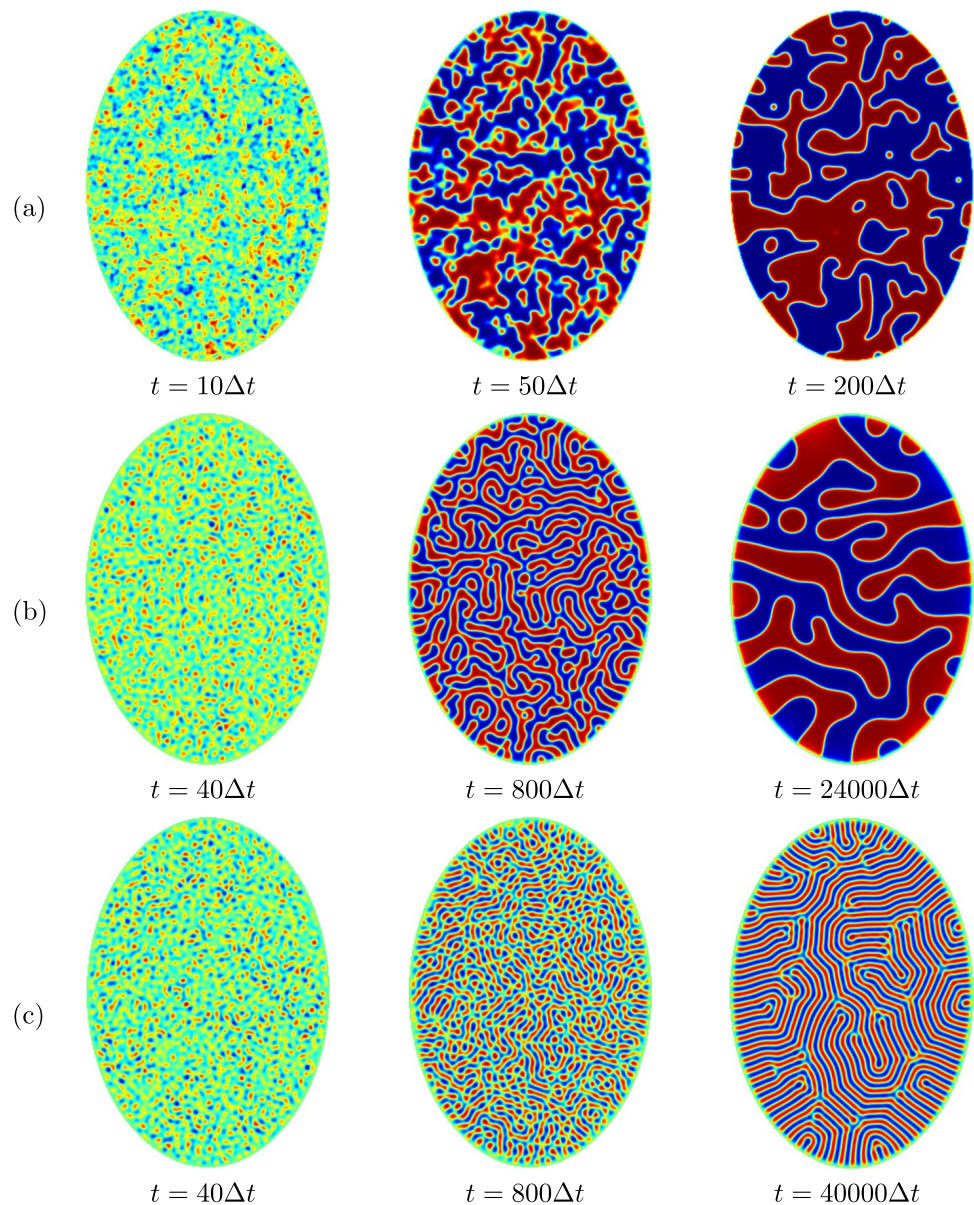 (a)
t = 10Δt
t = 50Δt
t = 200Δt
(b)
t = 40Δt
t = 800Δt
t = 24000Δt
(c)
t = 40Δt
t = 800Δt
t = 40000Δt